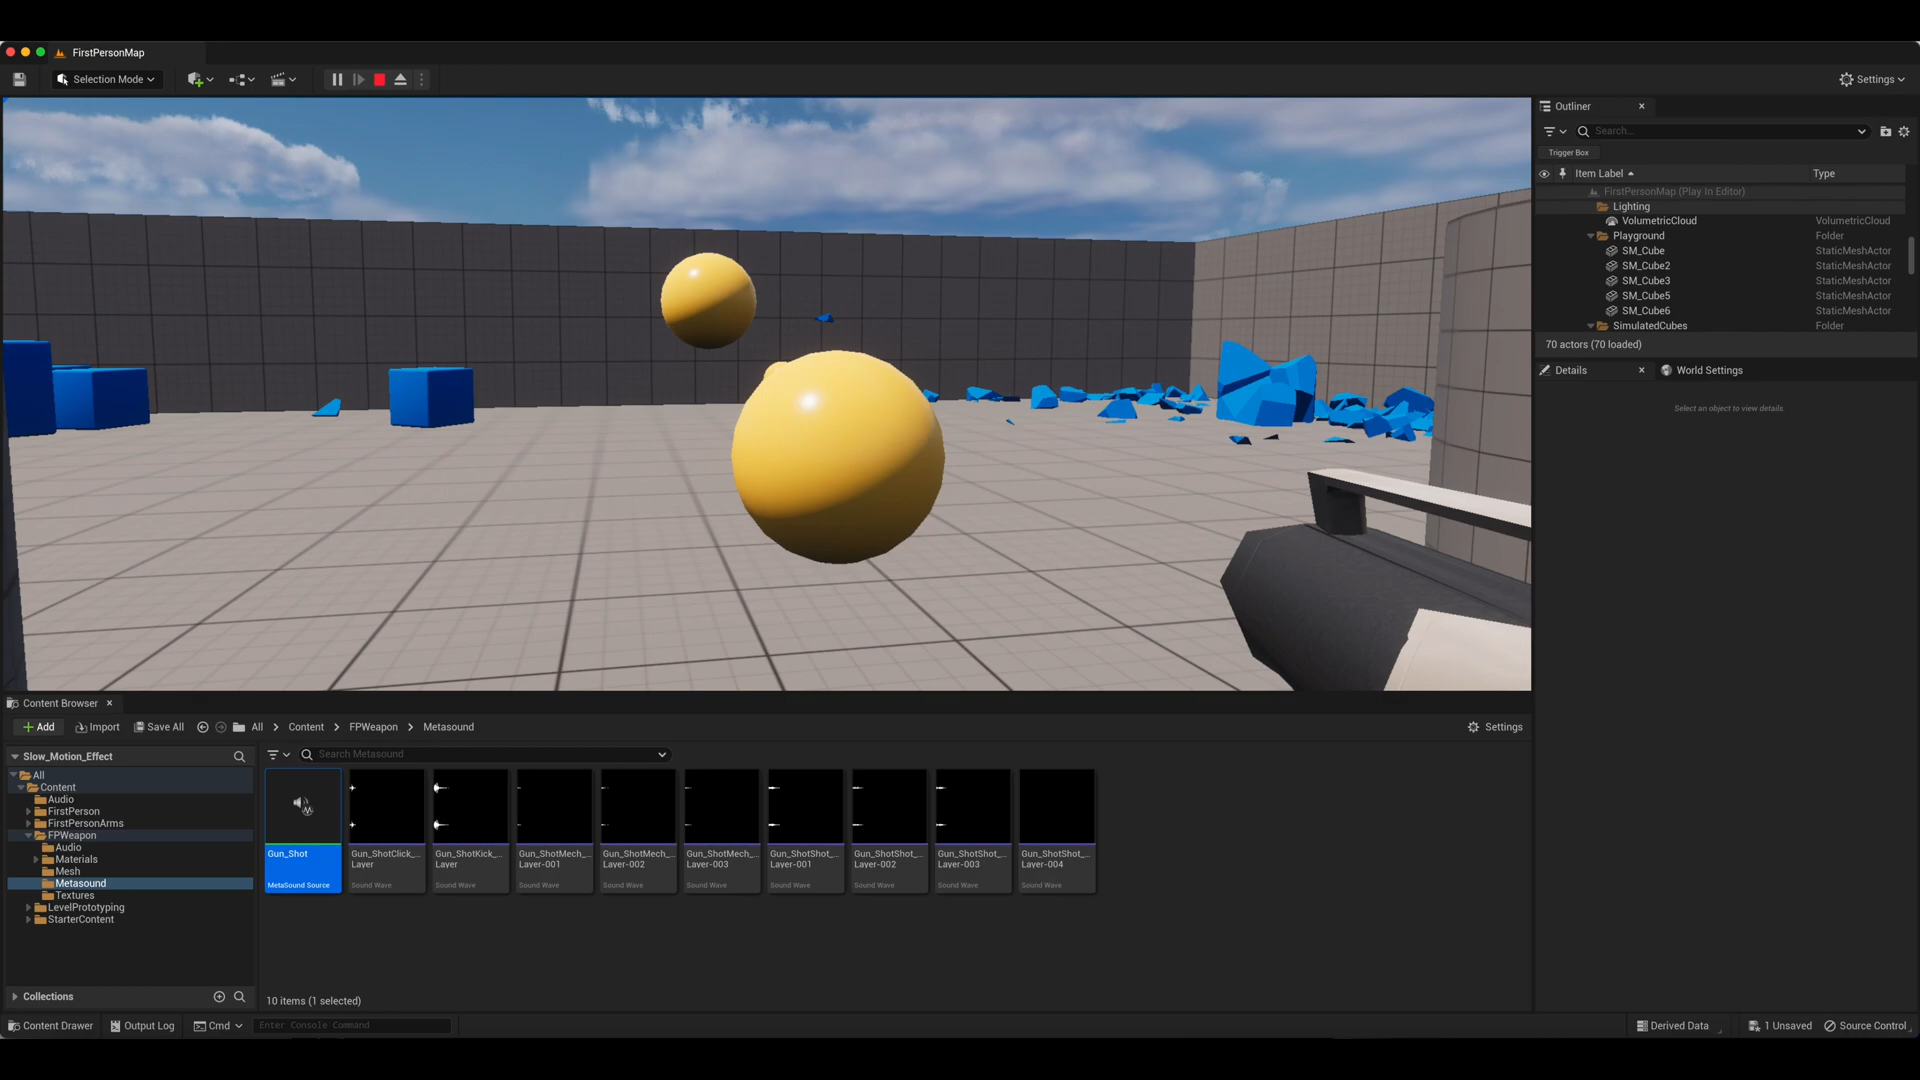 FirstPersonMap
Selection Mode
Settings
Outliner
Search...
Trigger Box
Item Label
Type
FirstPersonMap (Play In Editor)
Lighting
VolumetricCloud
VolumetricCloud
Playground
Folder
SM_Cube
StaticMeshActor
SM_Cube2
StaticMeshActor
SM_Cube3
StaticMeshActor
SM_Cube5
StaticMeshActor
SM_Cube6
StaticMeshActor
SimulatedCubes
Folder
70 actors (70 loaded)
Details
World Settings
Select an object to view details.
Content Browser
Add
Import
Save All
All
Content
FPWeapon
Metasound
Settings
Slow_Motion_Effect
All
Content
Audio
FirstPerson
FirstPersonArms
FPWeapon
Audio
Materials
Mesh
Metasound
Textures
LevelPrototyping
StarterContent
Collections
Search Metasound
Gun_Shot
MetaSound Source
Gun_ShotClick_...
Layer
Sound Wave
Gun_ShotKick_...
Layer
Sound Wave
Gun_ShotMech_...
Layer-001
Sound Wave
Gun_ShotMech_...
Layer-002
Sound Wave
Gun_ShotMech_...
Layer-003
Sound Wave
Gun_ShotShot_...
Layer-001
Sound Wave
Gun_ShotShot_...
Layer-002
Sound Wave
Gun_ShotShot_...
Layer-003
Sound Wave
Gun_ShotShot_...
Layer-004
Sound Wave
10 items (1 selected)
Content Drawer
Output Log
Cmd
Enter Console Command
Derived Data
1 Unsaved
Source Control